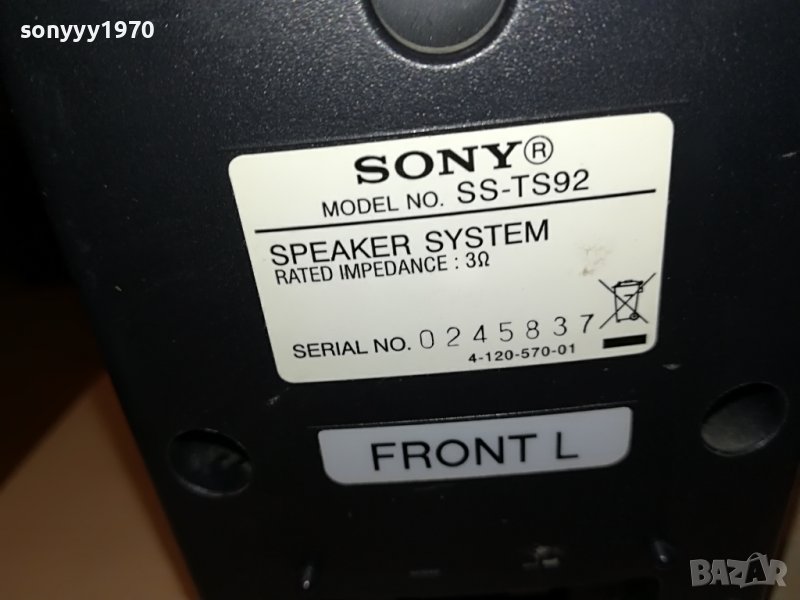 sonyyy1970
SONY®
MODEL NO. SS-TS92
SPEAKER SYSTEM
RATED IMPEDANCE : 3Ω
SERIAL NO. 0245837
4-120-570-01
FRONT L
- +
BAZAR